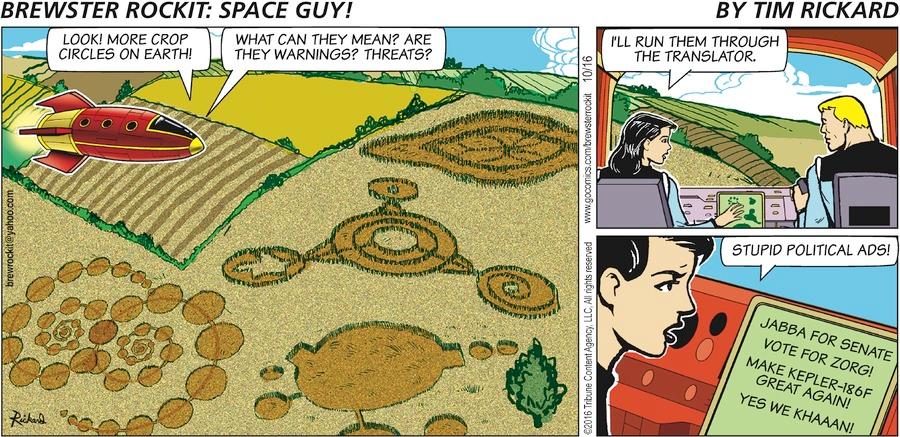 BREWSTER ROCKIT: SPACE GUY!
BY TIM RICKARD
LOOK! MORE CROP
CIRCLES ON EARTH!
WHAT CAN THEY MEAN? ARE
THEY WARNINGS? THREATS?
brewrockit@yahoo.com
Rickard
www.gocomics.com/brewsterrockit 10/16
©2016 Tribune Content Agency, LLC. All rights reserved
I'LL RUN THEM THROUGH
THE TRANSLATOR.
STUPID POLITICAL ADS!
JABBA FOR SENATE
VOTE FOR ZORG!
MAKE KEPLER-186F
GREAT AGAIN!
YES WE KHAAAN!